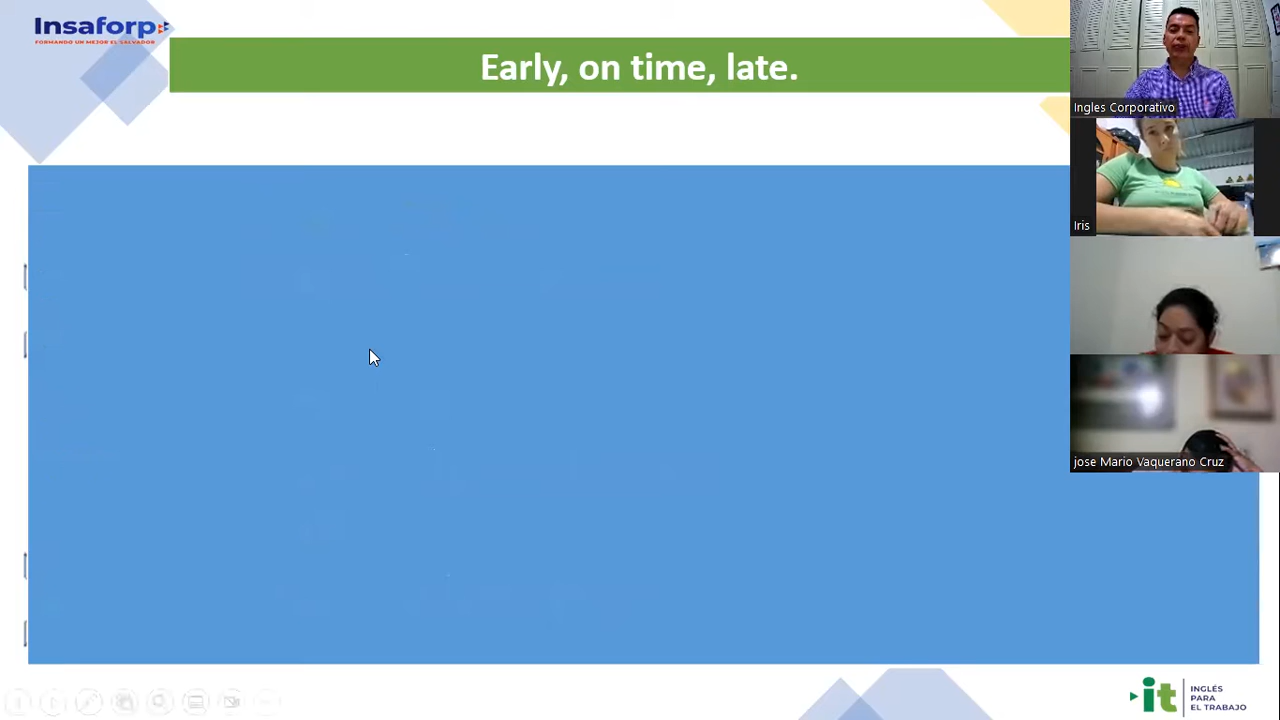 Insaforp
FORMANDO UN MEJOR EL SALVADOR
Early, on time, late.
Ingles Corporativo
Iris
jose Mario Vaquerano Cruz
it
INGLÉS
PARA
EL TRABAJO